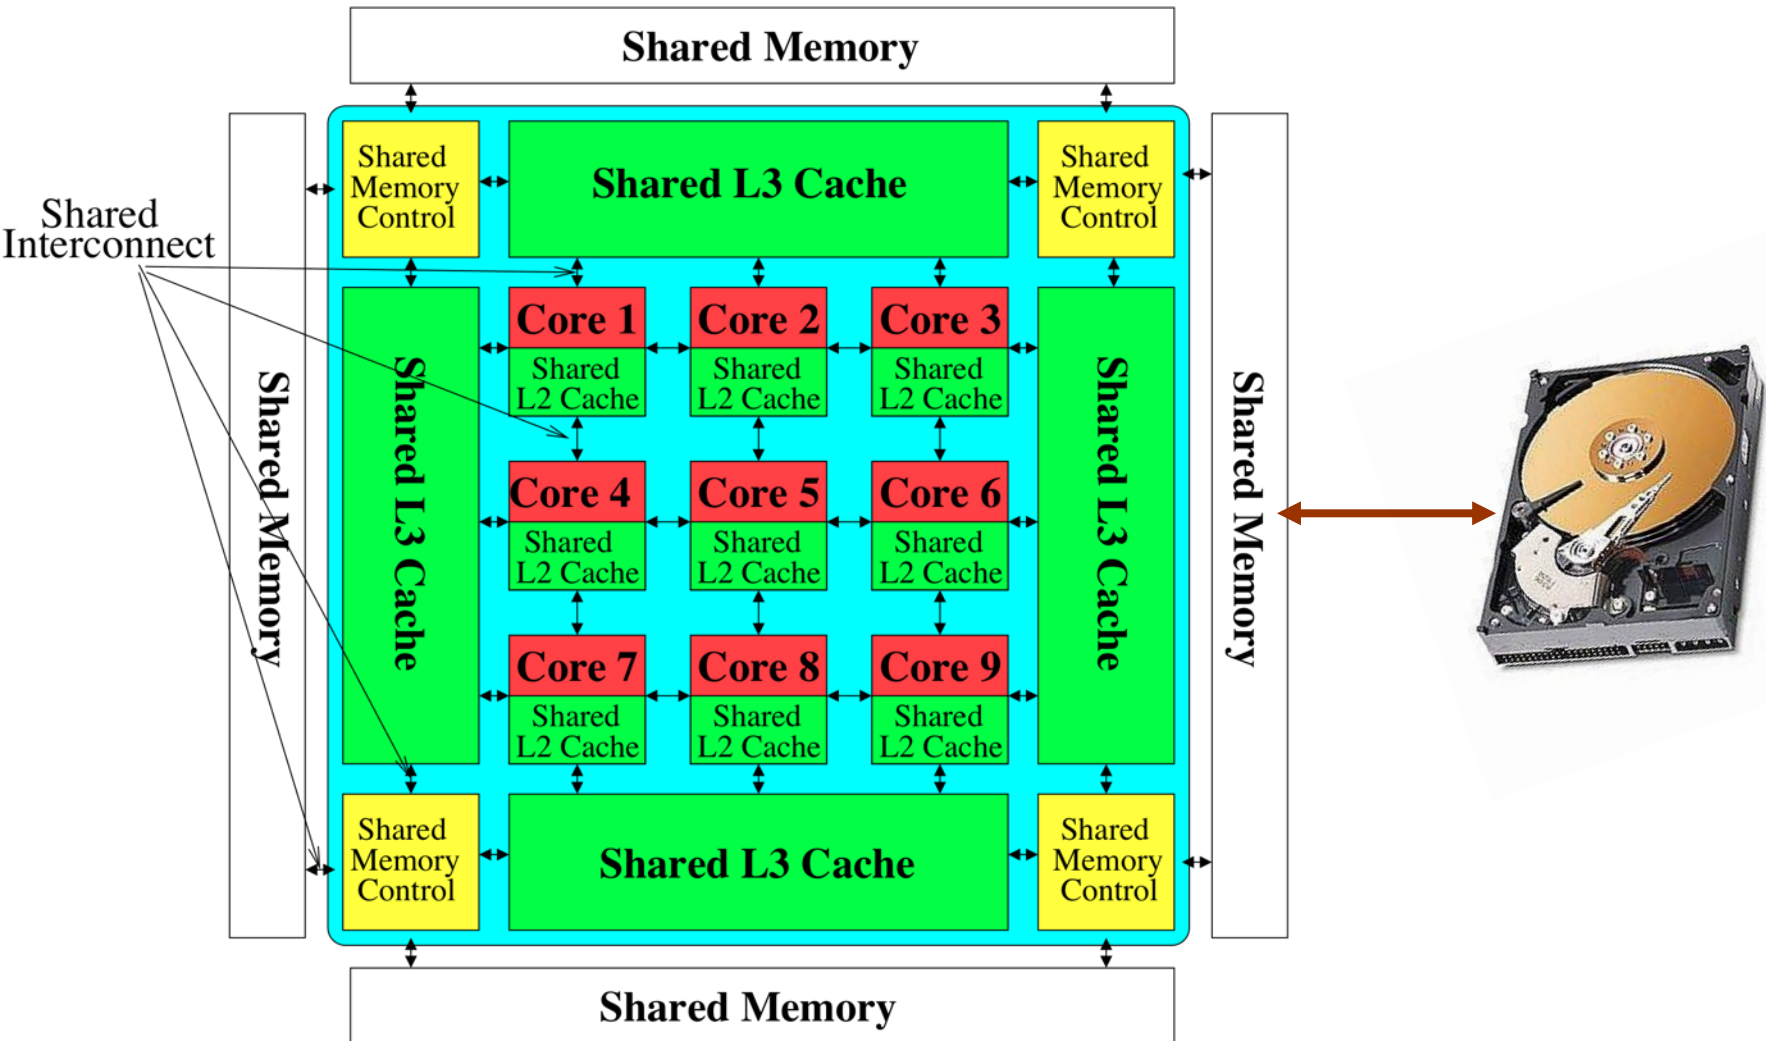 Shared Memory
Shared
Memory
Control
Shared L3 Cache
Shared
Memory
Control
Shared
Interconnect
Shared Memory
Shared L3 Cache
Core 1
Shared
L2 Cache
Core 2
Shared
L2 Cache
Core 3
Shared
L2 Cache
Core 4
Shared
L2 Cache
Core 5
Shared
L2 Cache
Core 6
Shared
L2 Cache
Core 7
Shared
L2 Cache
Core 8
Shared
L2 Cache
Core 9
Shared
L2 Cache
Shared L3 Cache
Shared Memory
Shared
Memory
Control
Shared L3 Cache
Shared
Memory
Control
Shared Memory